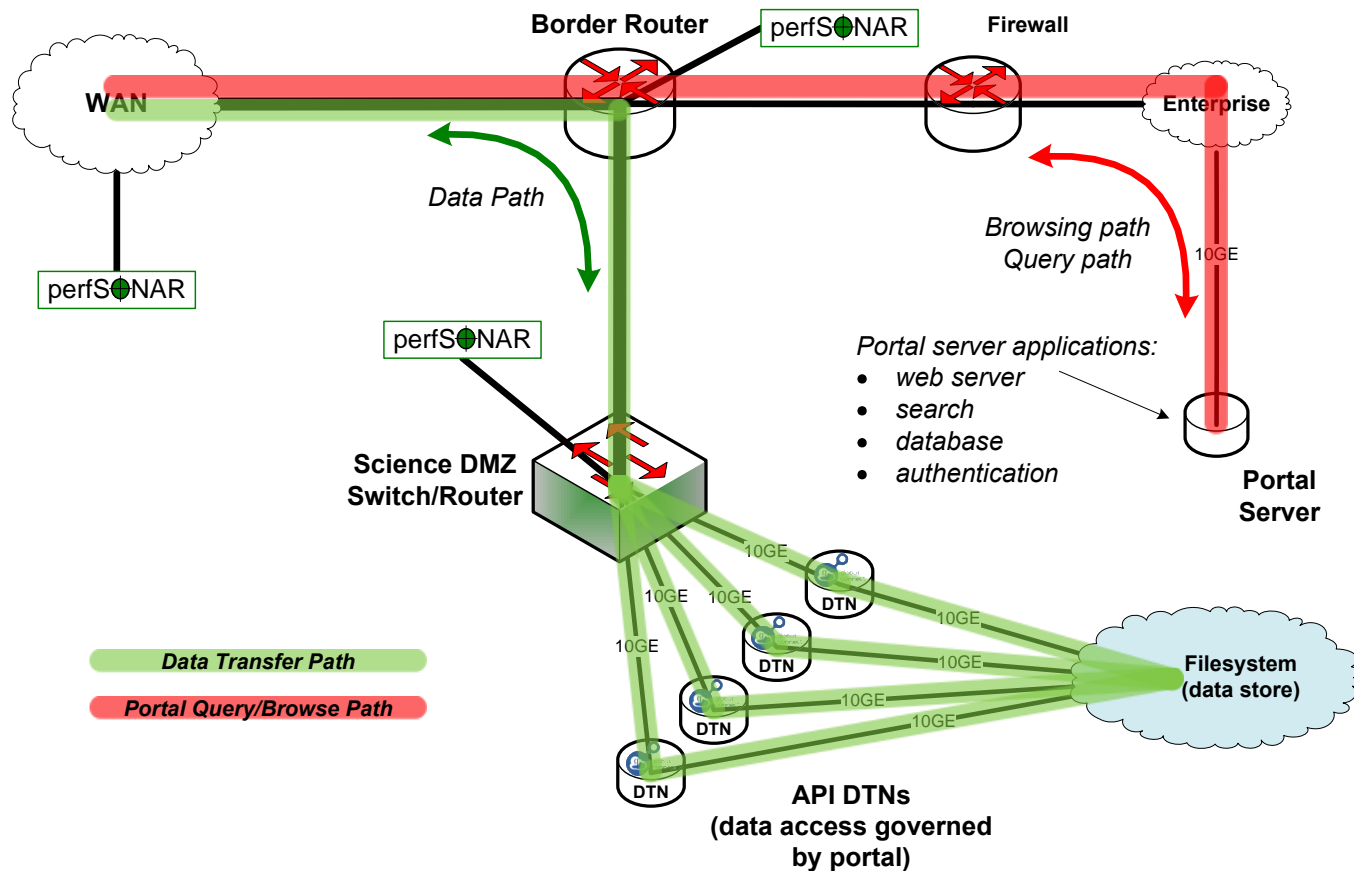 Border Router
perfSONAR
Firewall
WAN
Enterprise
Data Path
Browsing path
Query path
10GE
perfSONAR
perfSONAR
Portal server applications:
• web server
• search
• database
• authentication
Science DMZ
Switch/Router
Portal
Server
10GE
10GE
10GE
10GE
DTN
10GE
DTN
10GE
DTN
10GE
DTN
10GE
Filesystem
(data store)
Data Transfer Path
Portal Query/Browse Path
API DTNs
(data access governed
by portal)